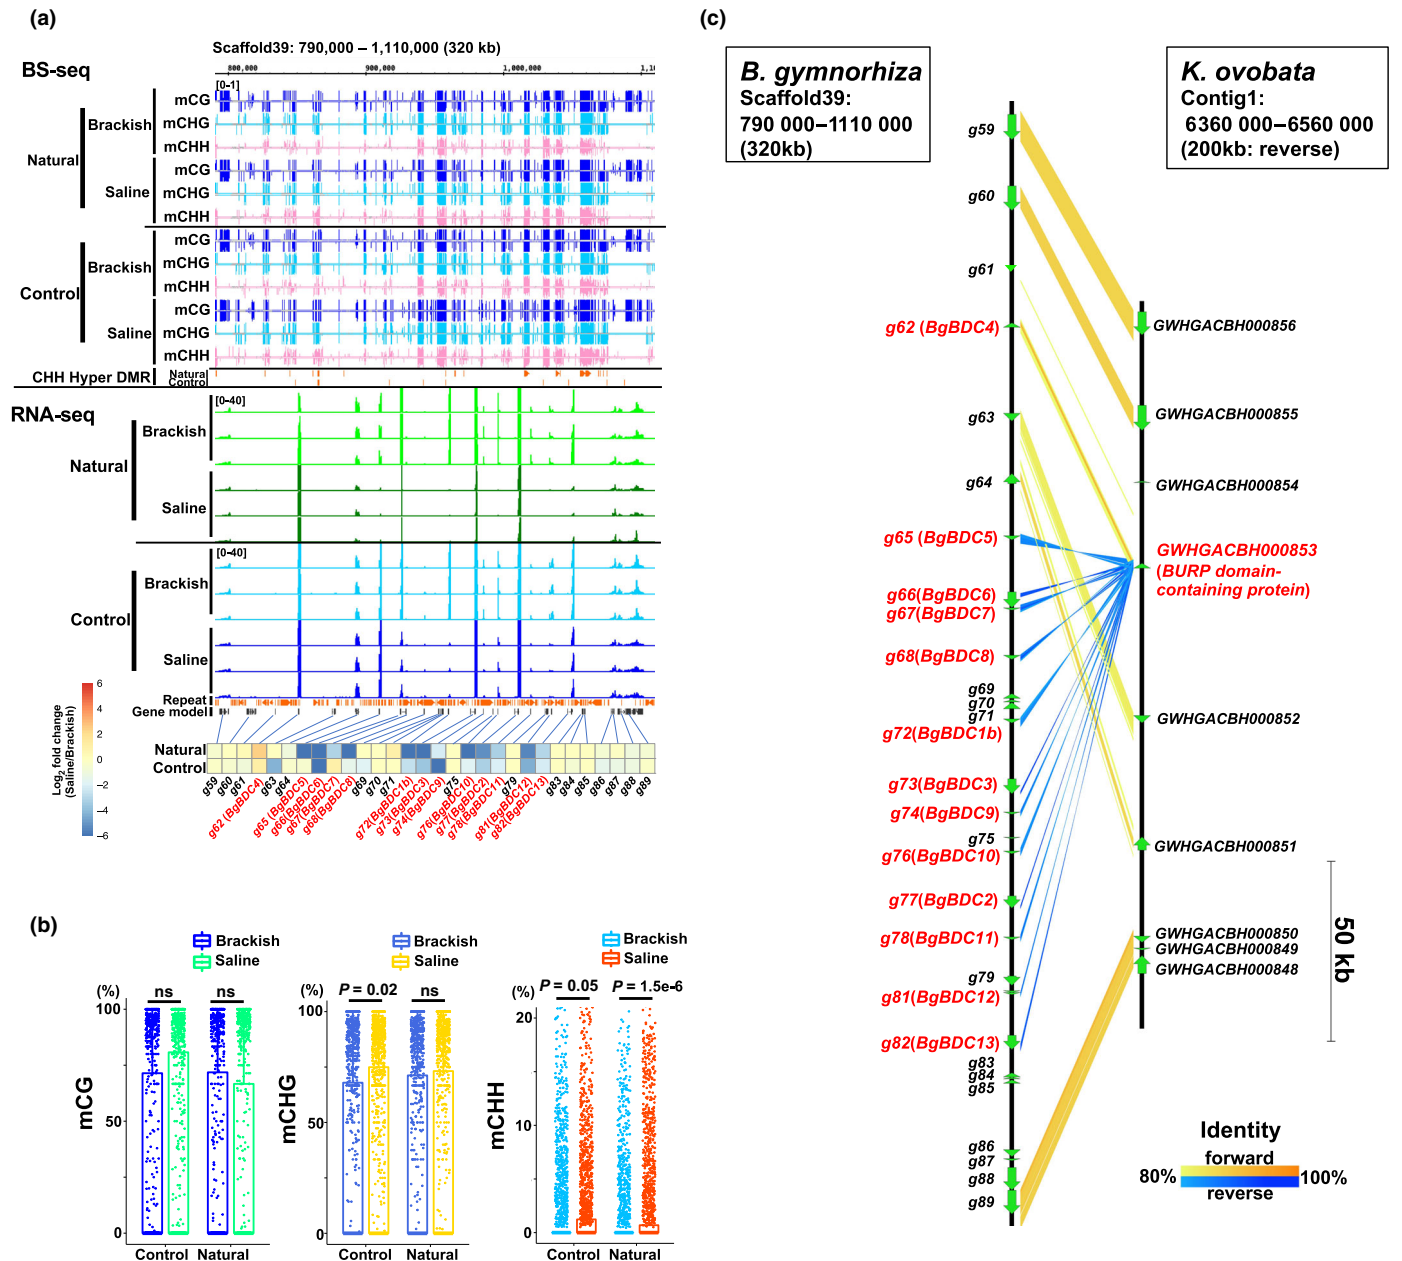 (a)
Scaffold39: 790,000 – 1,110,000 (320 kb)
BS-seq
800,000
900,000
1,000,000
1,1
[0-1]
Natural
Brackish
mCG
mCHG
mCHH
Saline
mCG
mCHG
mCHH
Control
Brackish
mCG
mCHG
mCHH
Saline
mCG
mCHG
mCHH
CHH Hyper DMR
Natural
Control
RNA-seq
[0-40]
Natural
Brackish
Saline
[0-40]
Control
Brackish
Saline
Repeat
Gene model
Log2 fold change
(Saline/Brackish)
6
4
2
0
−2
−4
−6
Natural
Control
g59
g60
g61
g62 (BgBDC4)
g63
g64
g65 (BgBDC5)
g66(BgBDC6)
g67(BgBDC7)
g68(BgBDC8)
g69
g70
g71
g72(BgBDC1b)
g73(BgBDC3)
g74(BgBDC9)
g75
g76(BgBDC10)
g77(BgBDC2)
g78(BgBDC11)
g79
g81(BgBDC12)
g82(BgBDC13)
g83
g84
g85
g86
g87
g88
g89
(b)
Brackish
Saline
(%)
ns
ns
mCG
100
50
0
Control
Natural
Brackish
Saline
(%)
P = 0.02
ns
mCHG
100
50
0
Control
Natural
Brackish
Saline
(%)
P = 0.05
P = 1.5e-6
mCHH
20
10
0
Control
Natural
(c)
B. gymnorhiza
Scaffold39:
790 000–1110 000
(320kb)
K. ovobata
Contig1:
6360 000–6560 000
(200kb: reverse)
g59
g60
g61
g62 (BgBDC4)
g63
g64
g65 (BgBDC5)
g66(BgBDC6)
g67(BgBDC7)
g68(BgBDC8)
g69
g70
g71
g72(BgBDC1b)
g73(BgBDC3)
g74(BgBDC9)
g75
g76(BgBDC10)
g77(BgBDC2)
g78(BgBDC11)
g79
g81(BgBDC12)
g82(BgBDC13)
g83
g84
g85
g86
g87
g88
g89
GWHGACBH000856
GWHGACBH000855
GWHGACBH000854
GWHGACBH000853
(BURP domain-
containing protein)
GWHGACBH000852
GWHGACBH000851
GWHGACBH000850
GWHGACBH000849
GWHGACBH000848
50 kb
Identity
forward
80%
100%
reverse